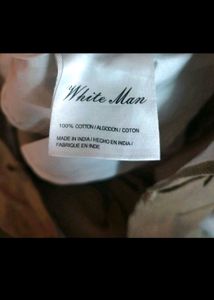 White Man
100% COTTON / ALGODON / COTON
MADE IN INDIA / HECHO EN INDIA /
FABRIQUE EN INDE